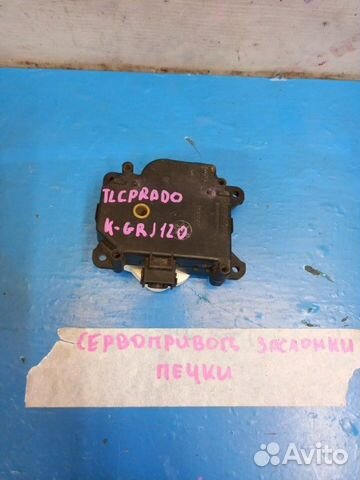 TLCPRADO
К-GRJ120
СЕРВОПРИВОД ЗАСЛОНКИ
ПЕЧКИ
Avito